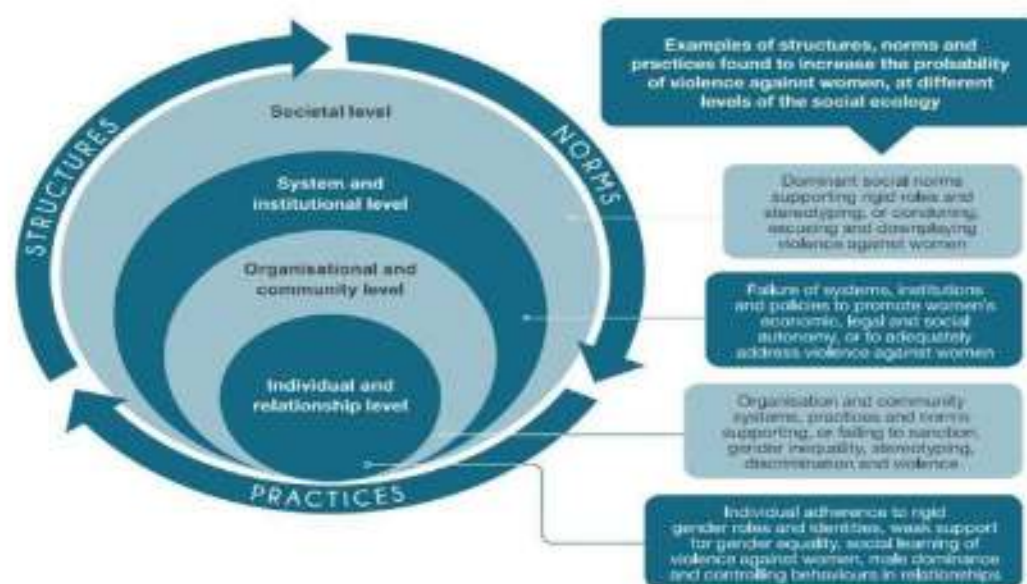 STRUCTURES
NORMS
PRACTICES
Societal level
System and
institutional level
Organisational and
community level
Individual and
relationship level
Examples of structures, norms and
practices found to increase the probability
of violence against women, at different
levels of the social ecology
Dominant social norms
supporting rigid roles and
stereotyping, or condoning,
excusing and downplaying
violence against women
Failure of systems, institutions
and policies to promote women's
economic, legal and social
autonomy, or to adequately
address violence against women
Organisation and community
systems, practices and norms
supporting, or failing to sanction,
gender inequality, stereotyping,
discrimination and violence
Individual adherence to rigid
gender roles and identities, weak support
for gender equality, social learning of
violence against women, male dominance
and controlling behaviours in relationships